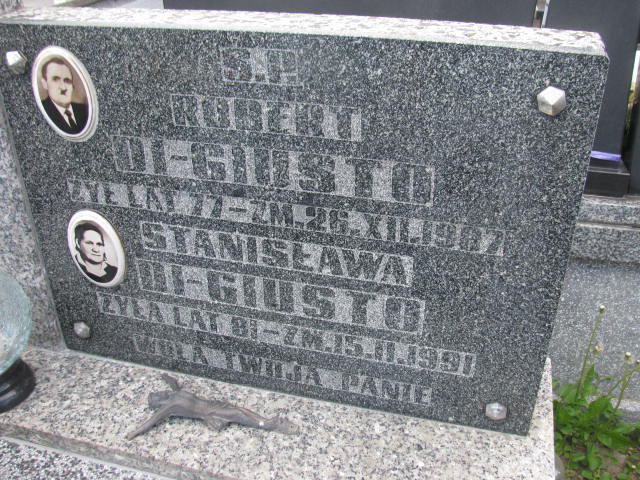 Ś.P.
ROBERT
DI-GIUSTO
ŻYŁ LAT 77-ZM. 26.XII.1987
STANISŁAWA
DI-GIUSTO
ŻYŁA LAT 81-ZM. 15.II.1991
WOLA TWOJA PANIE